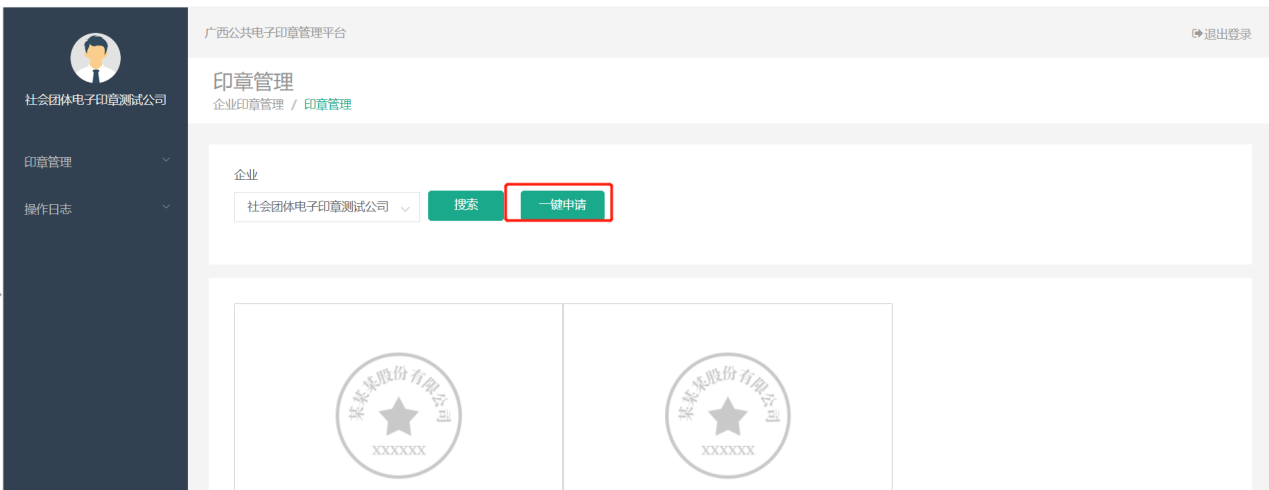 广西公共电子印章管理平台
退出登录
社会团体电子印章测试公司
印章管理
企业印章管理 / 印章管理
印章管理
操作日志
企业
社会团体电子印章测试公司
搜索
一键申请
某某某股份有限公司
XXXXXX
某某某股份有限公司
XXXXXX